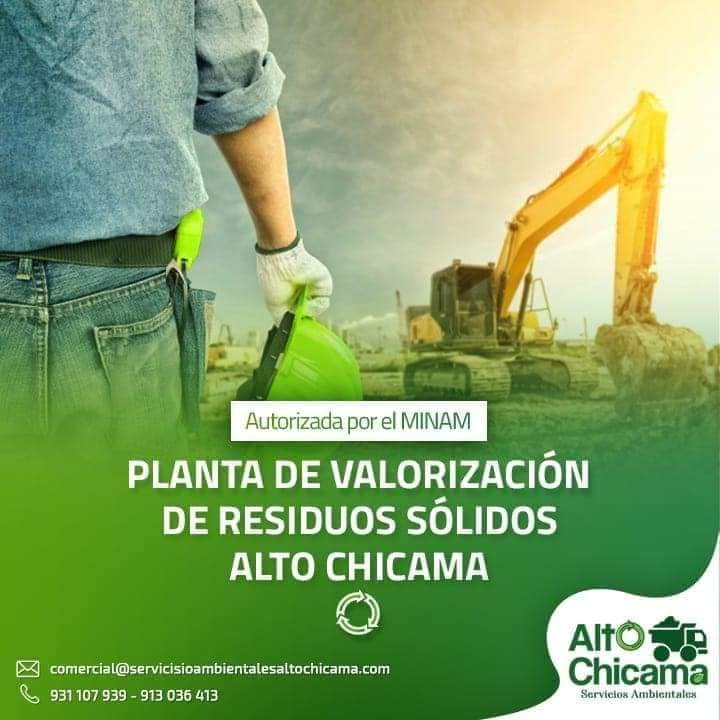 Autorizada por el MINAM
PLANTA DE VALORIZACIÓN
DE RESIDUOS SÓLIDOS
ALTO CHICAMA
comercial@servicisioambientalesaltochicama.com
931 107 939 - 913 036 413
Alto
Chicama
Servicios Ambientales